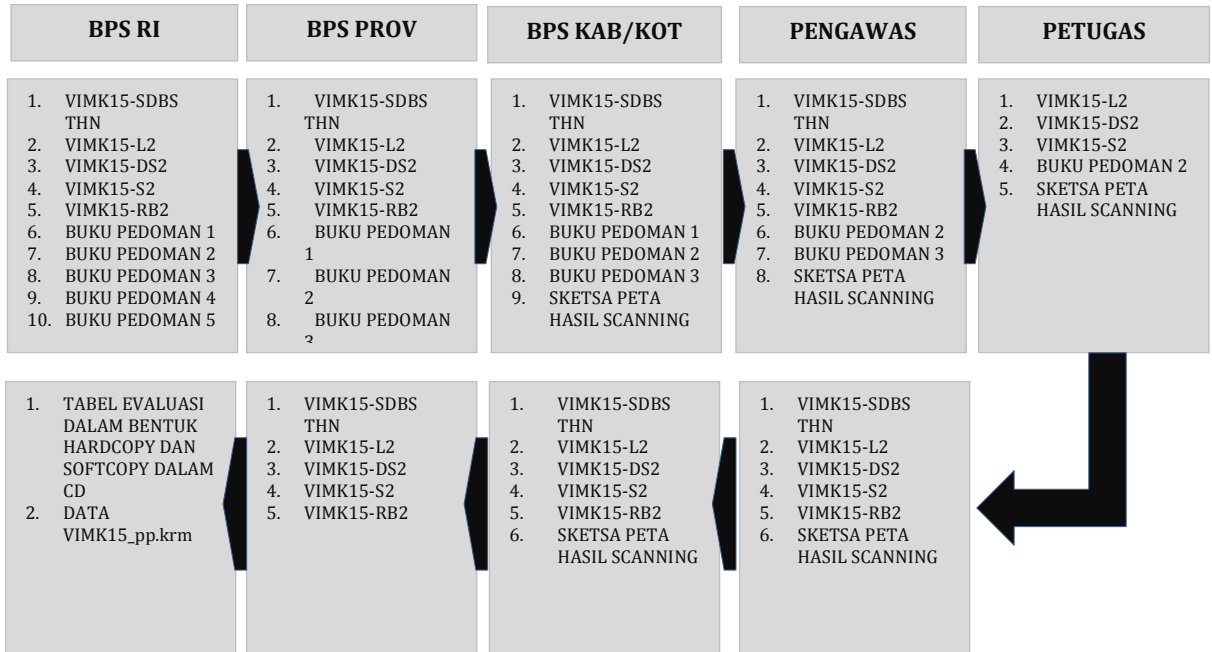 BPS RI
BPS PROV
BPS KAB/KOT
PENGAWAS
PETUGAS
1. VIMK15-SDBS
THN
2. VIMK15-L2
3. VIMK15-DS2
4. VIMK15-S2
5. VIMK15-RB2
6. BUKU PEDOMAN 1
7. BUKU PEDOMAN 2
8. BUKU PEDOMAN 3
9. BUKU PEDOMAN 4
10. BUKU PEDOMAN 5
1. VIMK15-SDBS
THN
2. VIMK15-L2
3. VIMK15-DS2
4. VIMK15-S2
5. VIMK15-RB2
6. BUKU PEDOMAN
1
7. BUKU PEDOMAN
2
8. BUKU PEDOMAN
1. VIMK15-SDBS
THN
2. VIMK15-L2
3. VIMK15-DS2
4. VIMK15-S2
5. VIMK15-RB2
6. BUKU PEDOMAN 1
7. BUKU PEDOMAN 2
8. BUKU PEDOMAN 3
9. SKETSA PETA
HASIL SCANNING
1. VIMK15-SDBS
THN
2. VIMK15-L2
3. VIMK15-DS2
4. VIMK15-S2
5. VIMK15-RB2
6. BUKU PEDOMAN 2
7. BUKU PEDOMAN 3
8. SKETSA PETA
HASIL SCANNING
1. VIMK15-L2
2. VIMK15-DS2
3. VIMK15-S2
4. BUKU PEDOMAN 2
5. SKETSA PETA
HASIL SCANNING
1. TABEL EVALUASI
DALAM BENTUK
HARDCOPY DAN
SOFTCOPY DALAM
CD
2. DATA
VIMK15_pp.krm
1. VIMK15-SDBS
THN
2. VIMK15-L2
3. VIMK15-DS2
4. VIMK15-S2
5. VIMK15-RB2
1. VIMK15-SDBS
THN
2. VIMK15-L2
3. VIMK15-DS2
4. VIMK15-S2
5. VIMK15-RB2
6. SKETSA PETA
HASIL SCANNING
1. VIMK15-SDBS
THN
2. VIMK15-L2
3. VIMK15-DS2
4. VIMK15-S2
5. VIMK15-RB2
6. SKETSA PETA
HASIL SCANNING